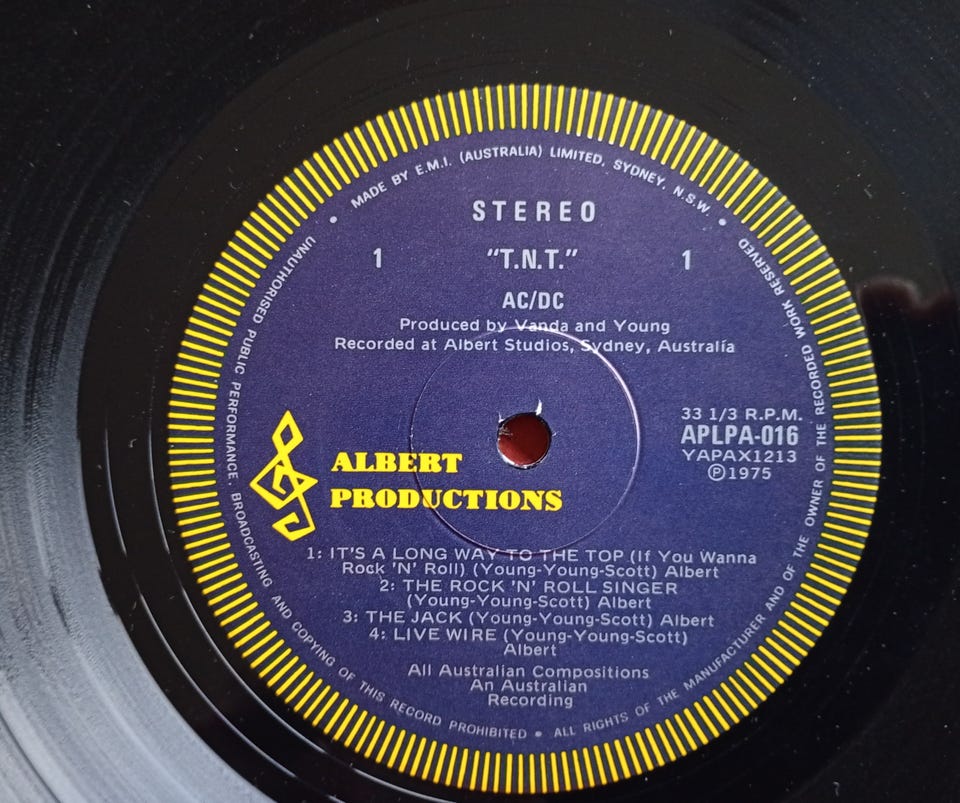 MADE BY E.M.I. (AUSTRALIA) LIMITED, SYDNEY. N.S.W.
STEREO
1 "T.N.T." 1
AC/DC
Produced by Vanda and Young
Recorded at Albert Studios, Sydney, Australia
33 1/3 R.P.M.
APLPA-016
YAPAX1213
Ⓟ1975
ALBERT
PRODUCTIONS
1: IT'S A LONG WAY TO THE TOP (If You Wanna
Rock 'N' Roll) (Young-Young-Scott) Albert
2: THE ROCK 'N' ROLL SINGER
(Young-Young-Scott) Albert
3: THE JACK (Young-Young-Scott) Albert
4: LIVE WIRE (Young-Young-Scott)
Albert
All Australian Compositions
An Australian
Recording
UNAUTHORISED PUBLIC PERFORMANCE. BROADCASTING AND COPYING OF THIS RECORD PROHIBITED • ALL RIGHTS OF THE MANUFACTURER AND OF THE OWNER OF THE RECORDED WORK RESERVED